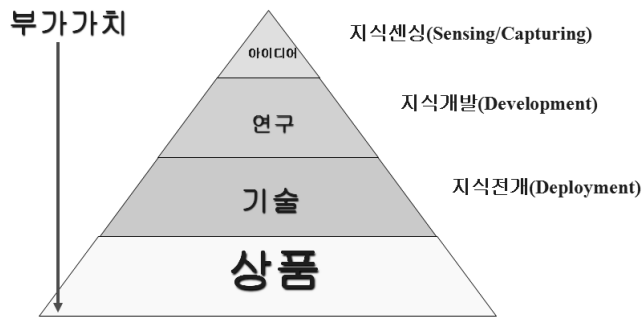 부가가치
아이디어
지식센싱(Sensing/Capturing)
연구
지식개발(Development)
기술
지식전개(Deployment)
상품